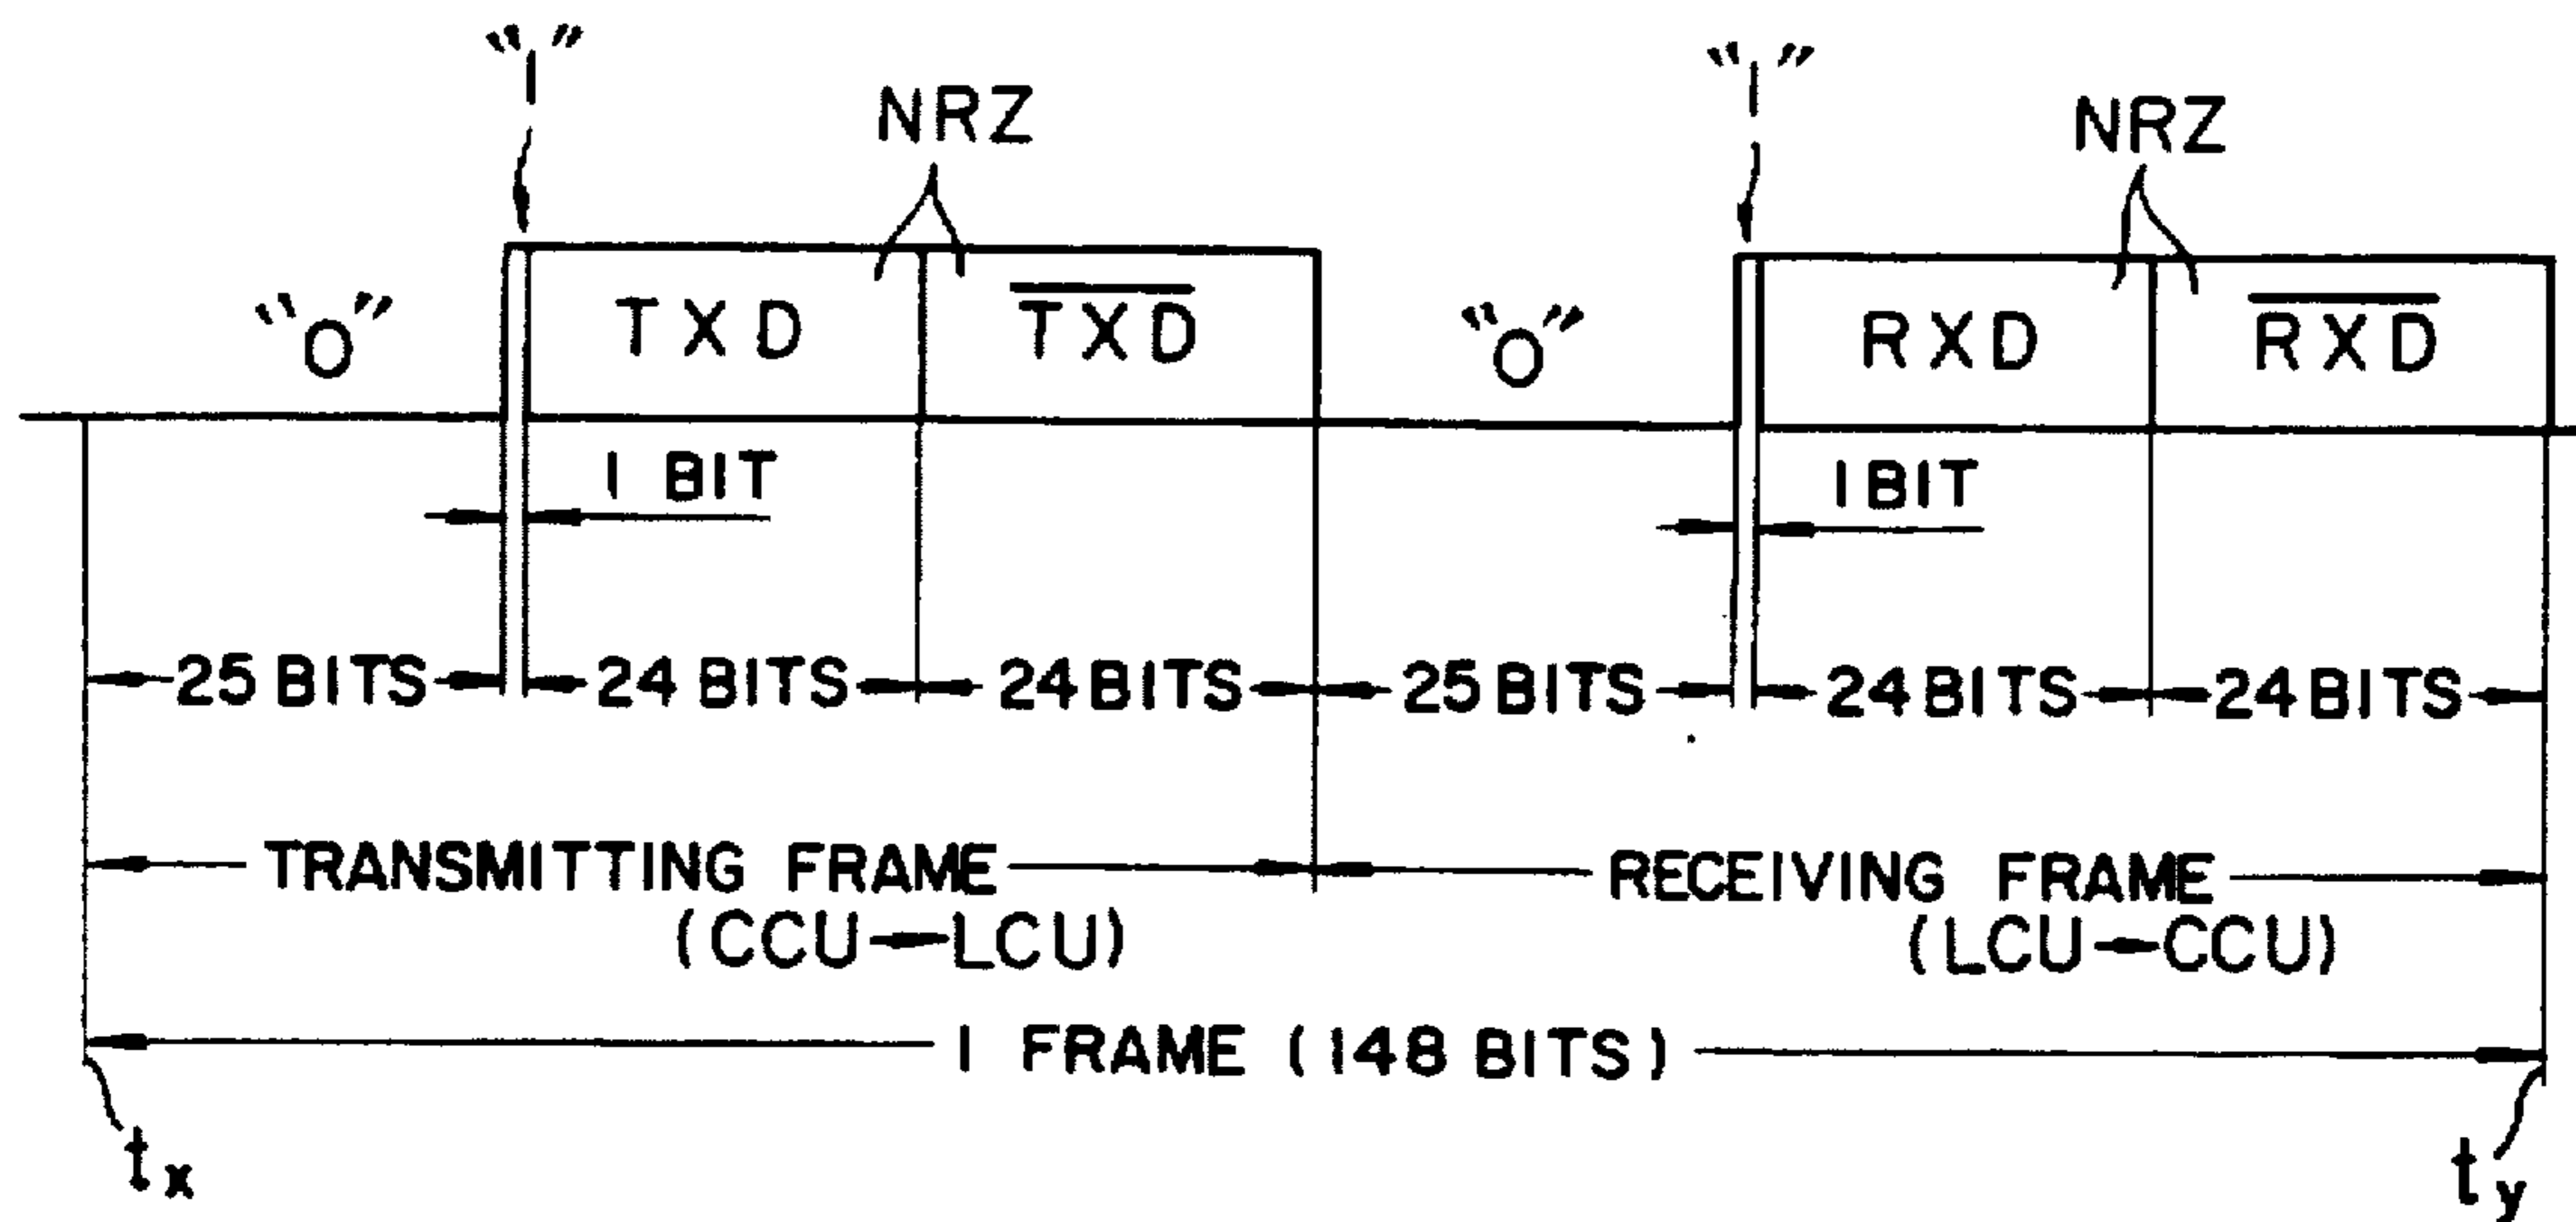 "1" "1"
NRZ NRZ
"0" TXD T̅X̅D̅ "0" RXD R̅X̅D̅
1 BIT 1 BIT
25 BITS 24 BITS 24 BITS 25 BITS 24 BITS 24 BITS
TRANSMITTING FRAME RECEIVING FRAME
(CCU→LCU) (LCU→CCU)
1 FRAME (148 BITS)
tx ty